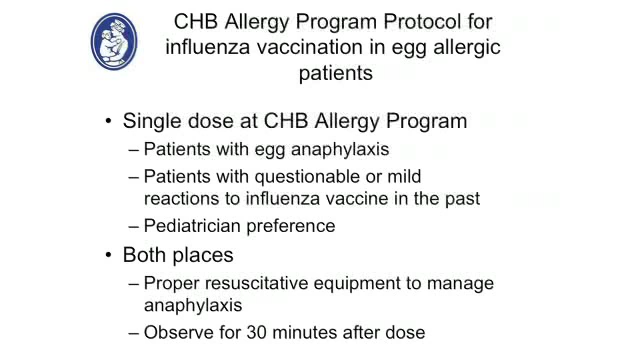 CHB Allergy Program Protocol for
influenza vaccination in egg allergic
patients
• Single dose at CHB Allergy Program
– Patients with egg anaphylaxis
– Patients with questionable or mild
reactions to influenza vaccine in the past
– Pediatrician preference
• Both places
– Proper resuscitative equipment to manage
anaphylaxis
– Observe for 30 minutes after dose